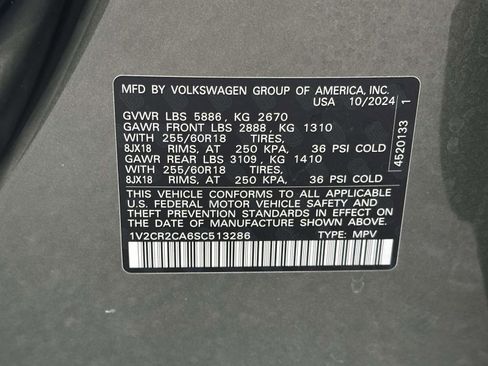 MFD BY VOLKSWAGEN GROUP OF AMERICA, INC.
USA 10/2024
GVWR LBS 5886, KG 2670
GAWR FRONT LBS 2888, KG 1310
WITH 255/60R18 TIRES,
8JX18 RIMS, AT 250 KPA, 36 PSI COLD
GAWR REAR LBS 3109, KG 1410
WITH 255/60R18 TIRES,
8JX18 RIMS, AT 250 KPA, 36 PSI COLD
THIS VEHICLE CONFORMS TO ALL APPLICABLE
U.S. FEDERAL MOTOR VEHICLE SAFETY AND
THEFT PREVENTION STANDARDS IN EFFECT ON
THE DATE OF MANUFACTURE SHOWN ABOVE.
1V2CR2CA6SC513286 TYPE: MPV
4520133 1